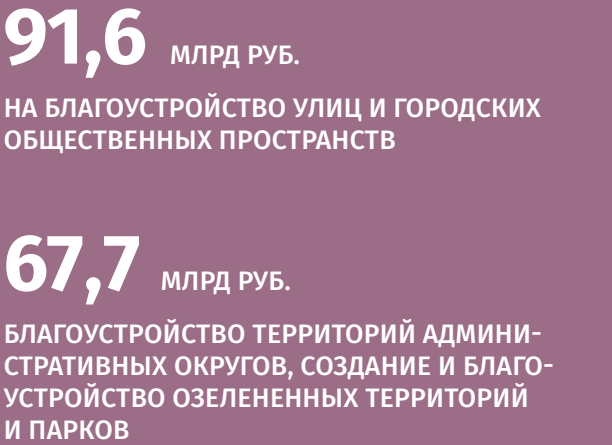 91,6 МЛРД РУБ.
НА БЛАГОУСТРОЙСТВО УЛИЦ И ГОРОДСКИХ
ОБЩЕСТВЕННЫХ ПРОСТРАНСТВ
67,7 МЛРД РУБ.
БЛАГОУСТРОЙСТВО ТЕРРИТОРИЙ АДМИНИ-
СТРАТИВНЫХ ОКРУГОВ, СОЗДАНИЕ И БЛАГО-
УСТРОЙСТВО ОЗЕЛЕНЕННЫХ ТЕРРИТОРИЙ
И ПАРКОВ